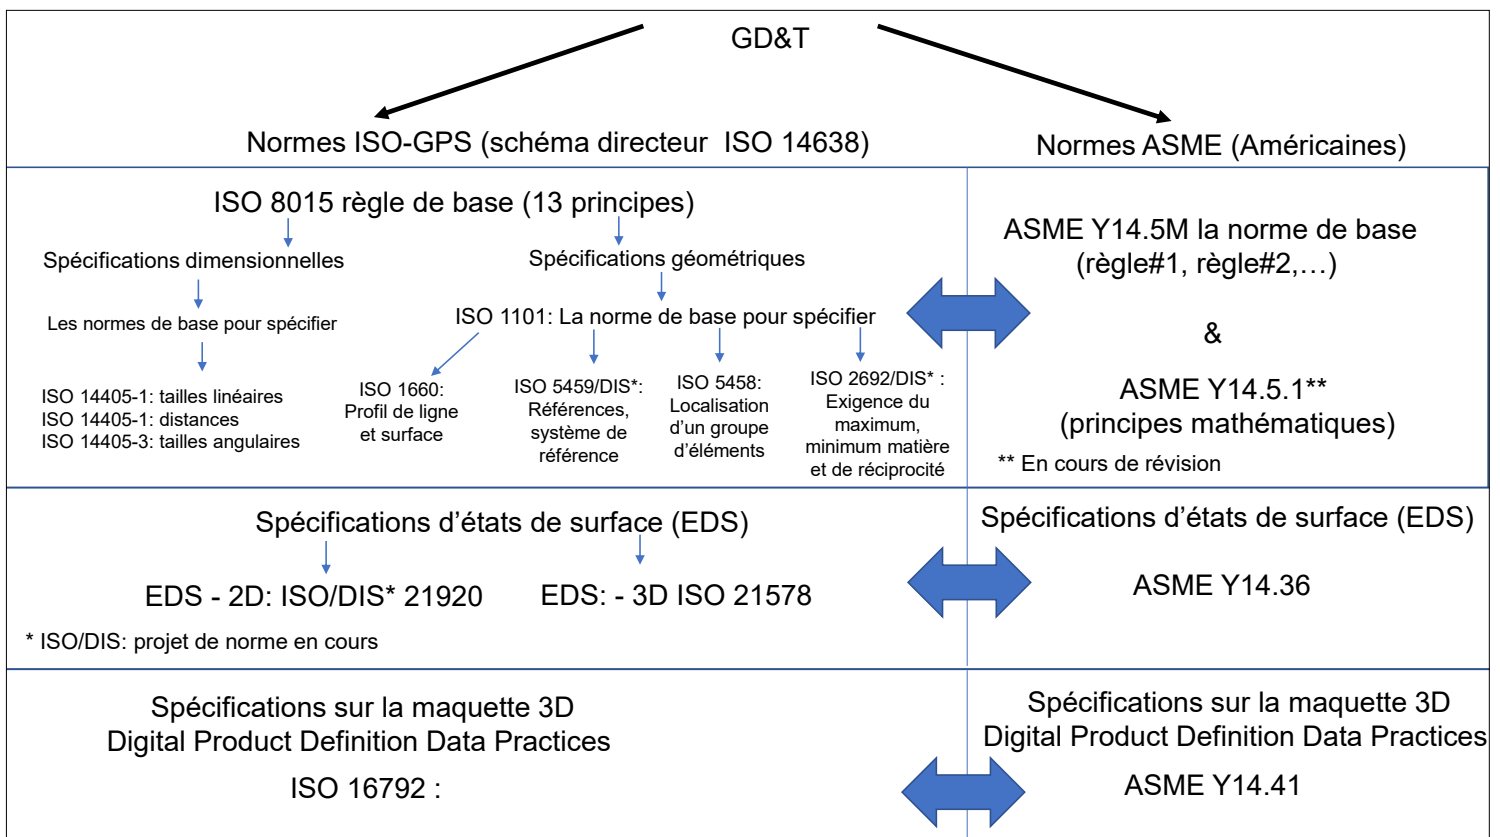 GD&T
Normes ISO-GPS (schéma directeur ISO 14638)
Normes ASME (Américaines)
ISO 8015 règle de base (13 principes)
Spécifications dimensionnelles
Les normes de base pour spécifier
ISO 14405-1: tailles linéaires
ISO 14405-1: distances
ISO 14405-3: tailles angulaires
Spécifications géométriques
ISO 1101: La norme de base pour spécifier
ISO 1660:
Profil de ligne
et surface
ISO 5459/DIS*:
Références,
système de
référence
ISO 5458:
Localisation
d’un groupe
d’éléments
ISO 2692/DIS* :
Exigence du
maximum,
minimum matière
et de réciprocité
ASME Y14.5M la norme de base
(règle#1, règle#2,…)
&
ASME Y14.5.1**
(principes mathématiques)
** En cours de révision
Spécifications d’états de surface (EDS)
EDS - 2D: ISO/DIS* 21920
EDS: - 3D ISO 21578
* ISO/DIS: projet de norme en cours
Spécifications d’états de surface (EDS)
ASME Y14.36
Spécifications sur la maquette 3D
Digital Product Definition Data Practices
ISO 16792 :
Spécifications sur la maquette 3D
Digital Product Definition Data Practices
ASME Y14.41